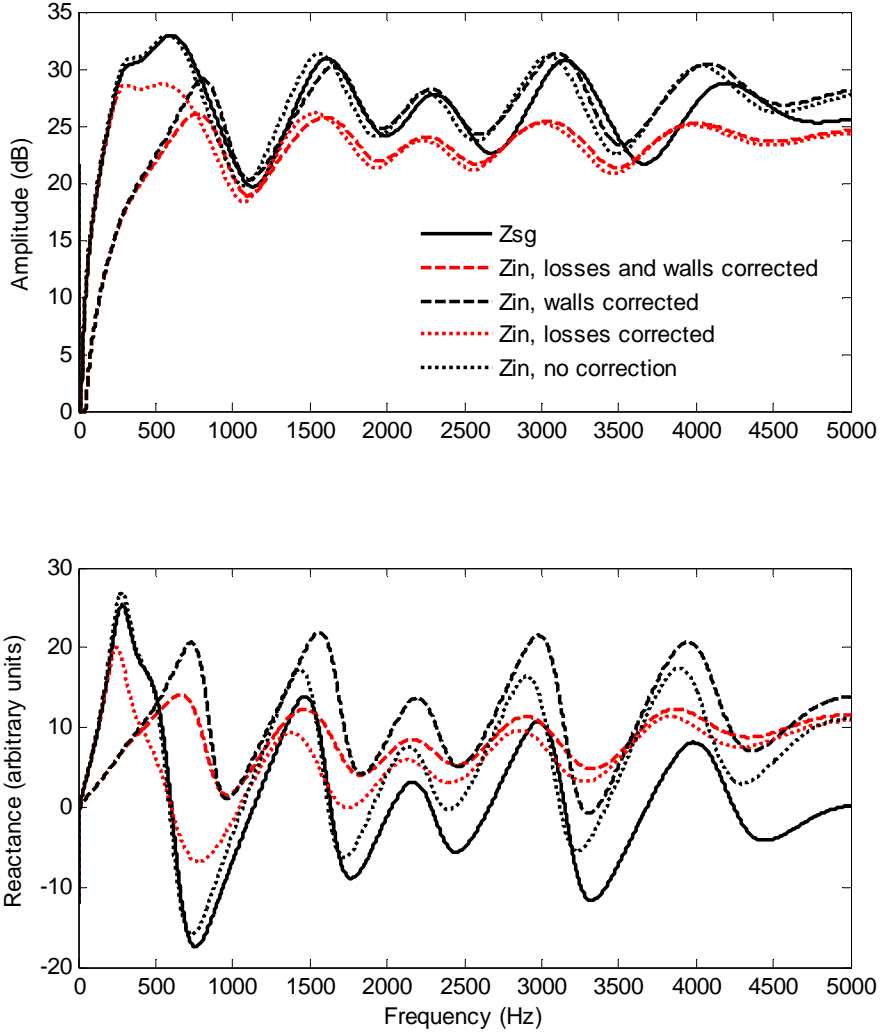 35
30
25
20
15
10
5
0
Amplitude (dB)
Zsg
Zin, losses and walls corrected
Zin, walls corrected
Zin, losses corrected
Zin, no correction
0 500 1000 1500 2000 2500 3000 3500 4000 4500 5000
30
20
10
0
-10
-20
Reactance (arbitrary units)
0 500 1000 1500 2000 2500 3000 3500 4000 4500 5000
Frequency (Hz)